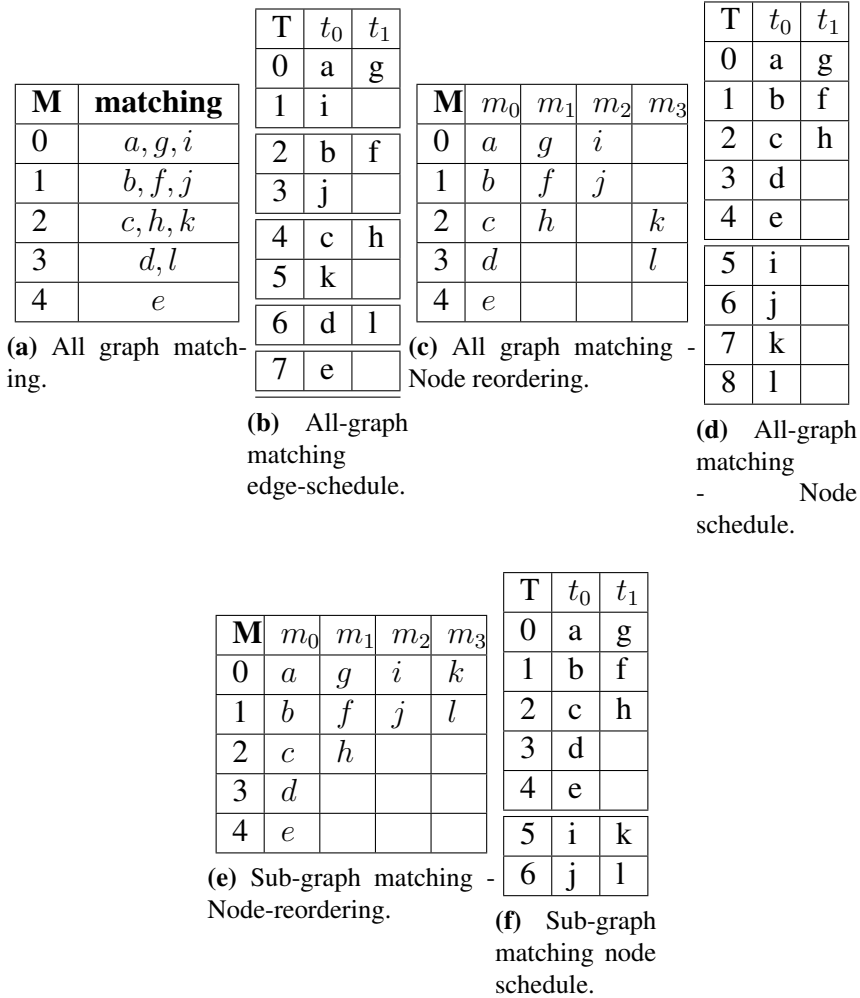 M matching
0 a, g, i
1 b, f, j
2 c, h, k
3 d, l
4 e
(a) All graph match-
ing.
T t₀ t₁
0 a g
1 i
2 b f
3 j
4 c h
5 k
6 d l
7 e
(b) All-graph
matching
edge-schedule.
M m₀ m₁ m₂ m₃
0 a g i
1 b f j
2 c h k
3 d l
4 e
(c) All graph matching -
Node reordering.
T t₀ t₁
0 a g
1 b f
2 c h
3 d
4 e
5 i
6 j
7 k
8 l
(d) All-graph
matching
- Node
schedule.
M m₀ m₁ m₂ m₃
0 a g i k
1 b f j l
2 c h
3 d
4 e
(e) Sub-graph matching -
Node-reordering.
T t₀ t₁
0 a g
1 b f
2 c h
3 d
4 e
5 i k
6 j l
(f) Sub-graph
matching node
schedule.